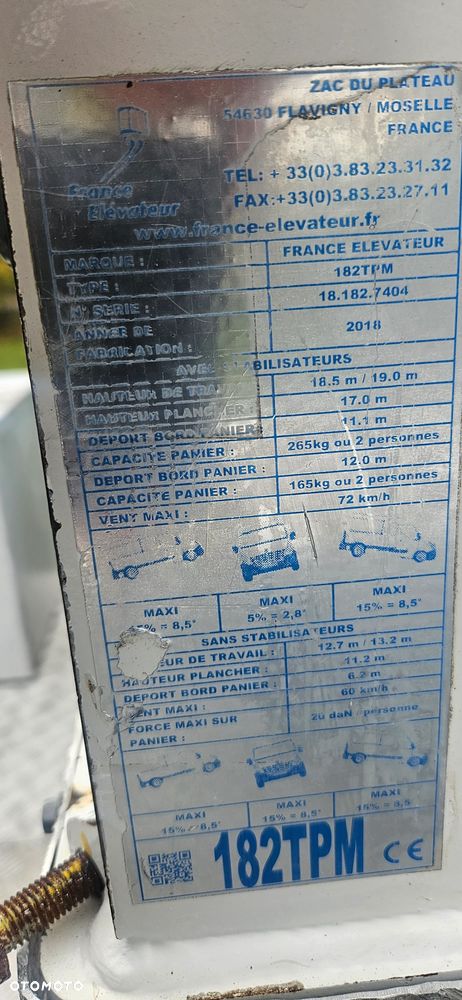 ZAC DU PLATEAU
54630 FLAVIGNY / MOSELLE
FRANCE
France
Elévateur
TEL: + 33(0)3.83.23.31.32
FAX:+33(0)3.83.23.27.11
www.france-elevateur.fr
MARQUE : FRANCE ELEVATEUR
TYPE : 182TPM
N° SERIE : 18.182.7404
ANNEE DE
FABRICATION : 2018
AVEC STABILISATEURS
HAUTEUR DE TRA 18.5 m / 19.0 m
HAUTEUR PLANCHER : 17.0 m
DEPORT BORD PANIER : 11.1 m
CAPACITE PANIER : 265kg ou 2 personnes
DEPORT BORD PANIER : 12.0 m
CAPACITE PANIER : 165kg ou 2 personnes
VENT MAXI : 72 km/h
MAXI MAXI MAXI
5% = 8,5° 5% = 2,8° 15% = 8,5°
SANS STABILISATEURS
EUR DE TRAVAIL : 12.7 m / 13.2 m
HAUTEUR PLANCHER : 11.2 m
DEPORT BORD PANIER : 6.2 m
VENT MAXI : 60 km/h
FORCE MAXI SUR
PANIER : 20 daN / personne
MAXI MAXI MAXI
15% = 8,5° 15% = 8,5° 15% = 8,5
182TPM CE
OTOMOTO